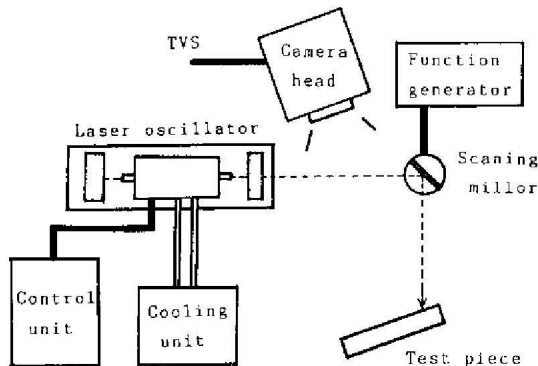 TVS
Camera
head
Function
generator
Laser oscillator
Scaning
millor
Control
unit
Cooling
unit
Test piece